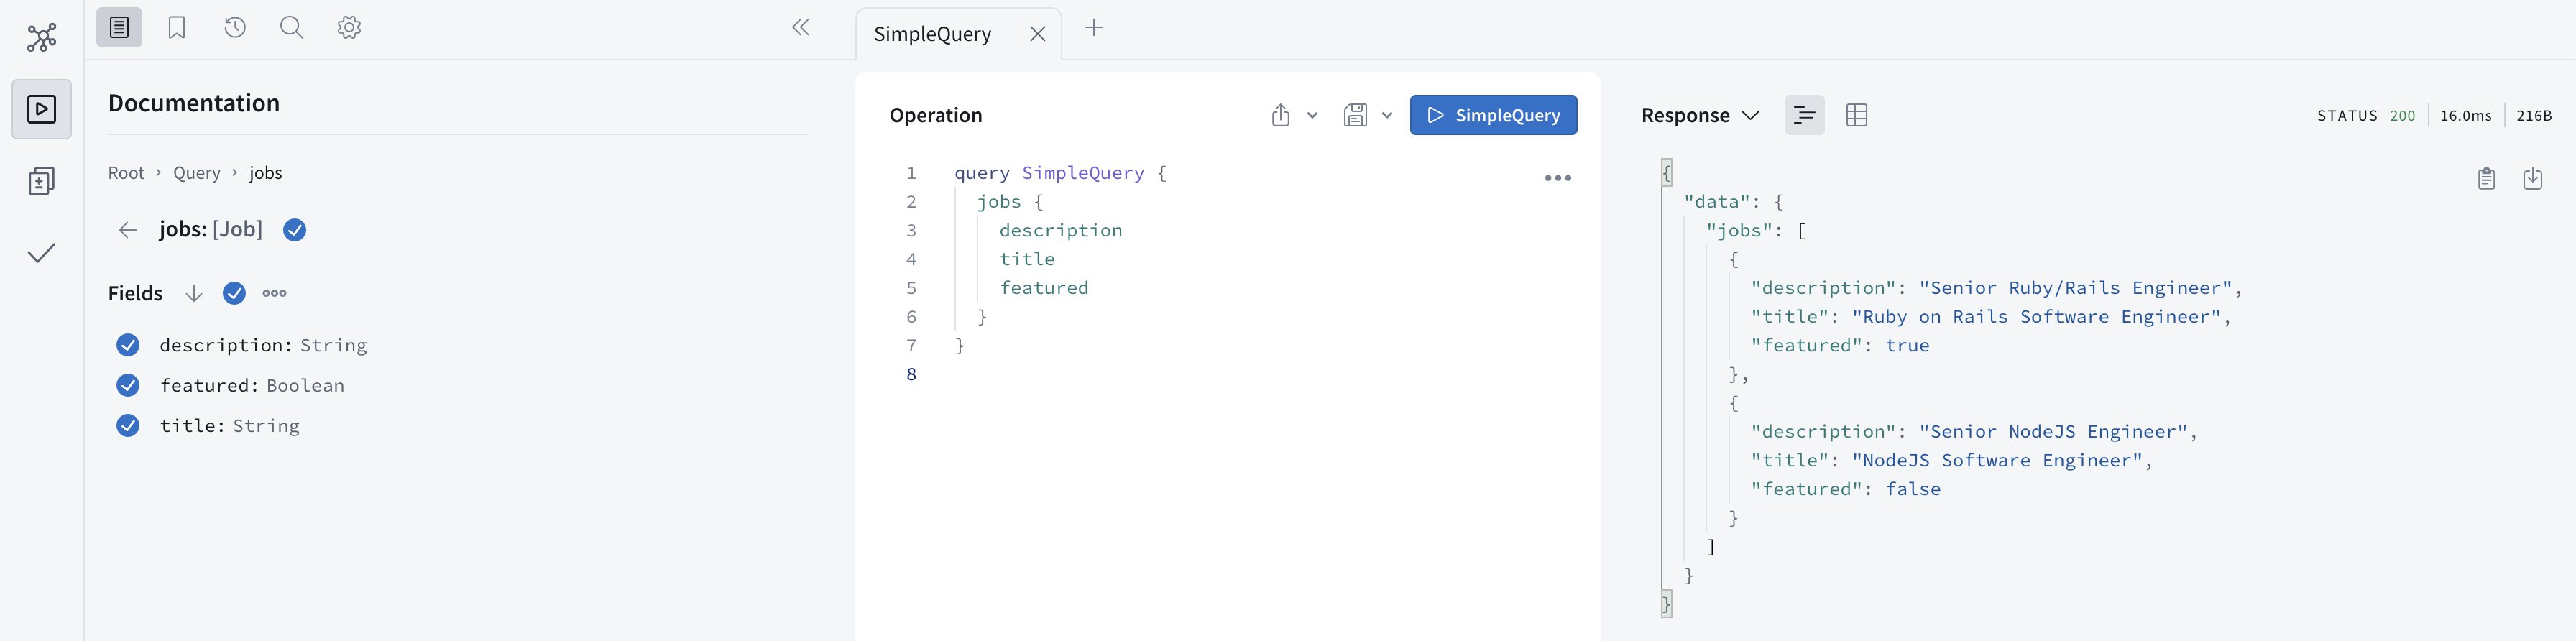 SimpleQuery
Documentation
Root › Query › jobs
jobs: [Job]
Fields
description: String
featured: Boolean
title: String
Operation
SimpleQuery
1 query SimpleQuery {
2 jobs {
3 description
4 title
5 featured
6 }
7 }
8
Response
STATUS 200 16.0ms 216B
{
"data": {
"jobs": [
{
"description": "Senior Ruby/Rails Engineer",
"title": "Ruby on Rails Software Engineer",
"featured": true
},
{
"description": "Senior NodeJS Engineer",
"title": "NodeJS Software Engineer",
"featured": false
}
]
}
}